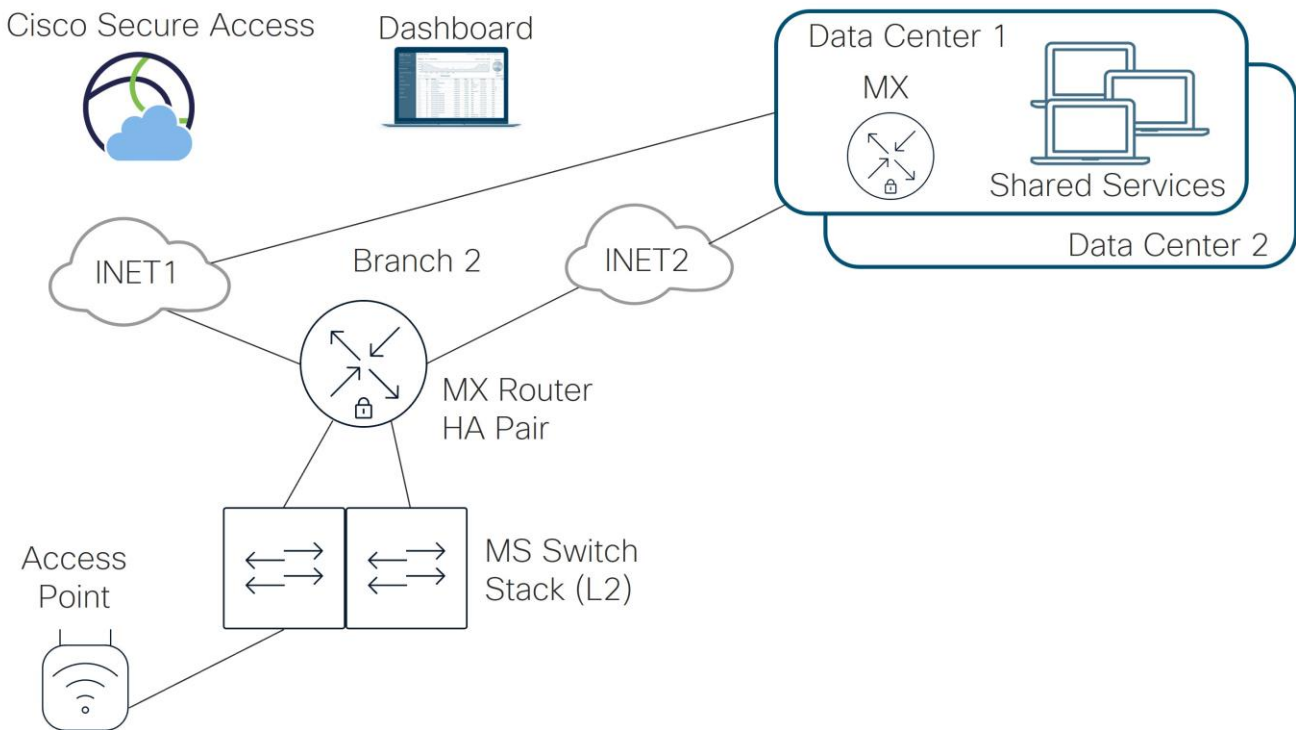 Cisco Secure Access
Dashboard
Data Center 1
MX
Shared Services
Data Center 2
INET1
Branch 2
INET2
MX Router
HA Pair
MS Switch
Stack (L2)
Access
Point